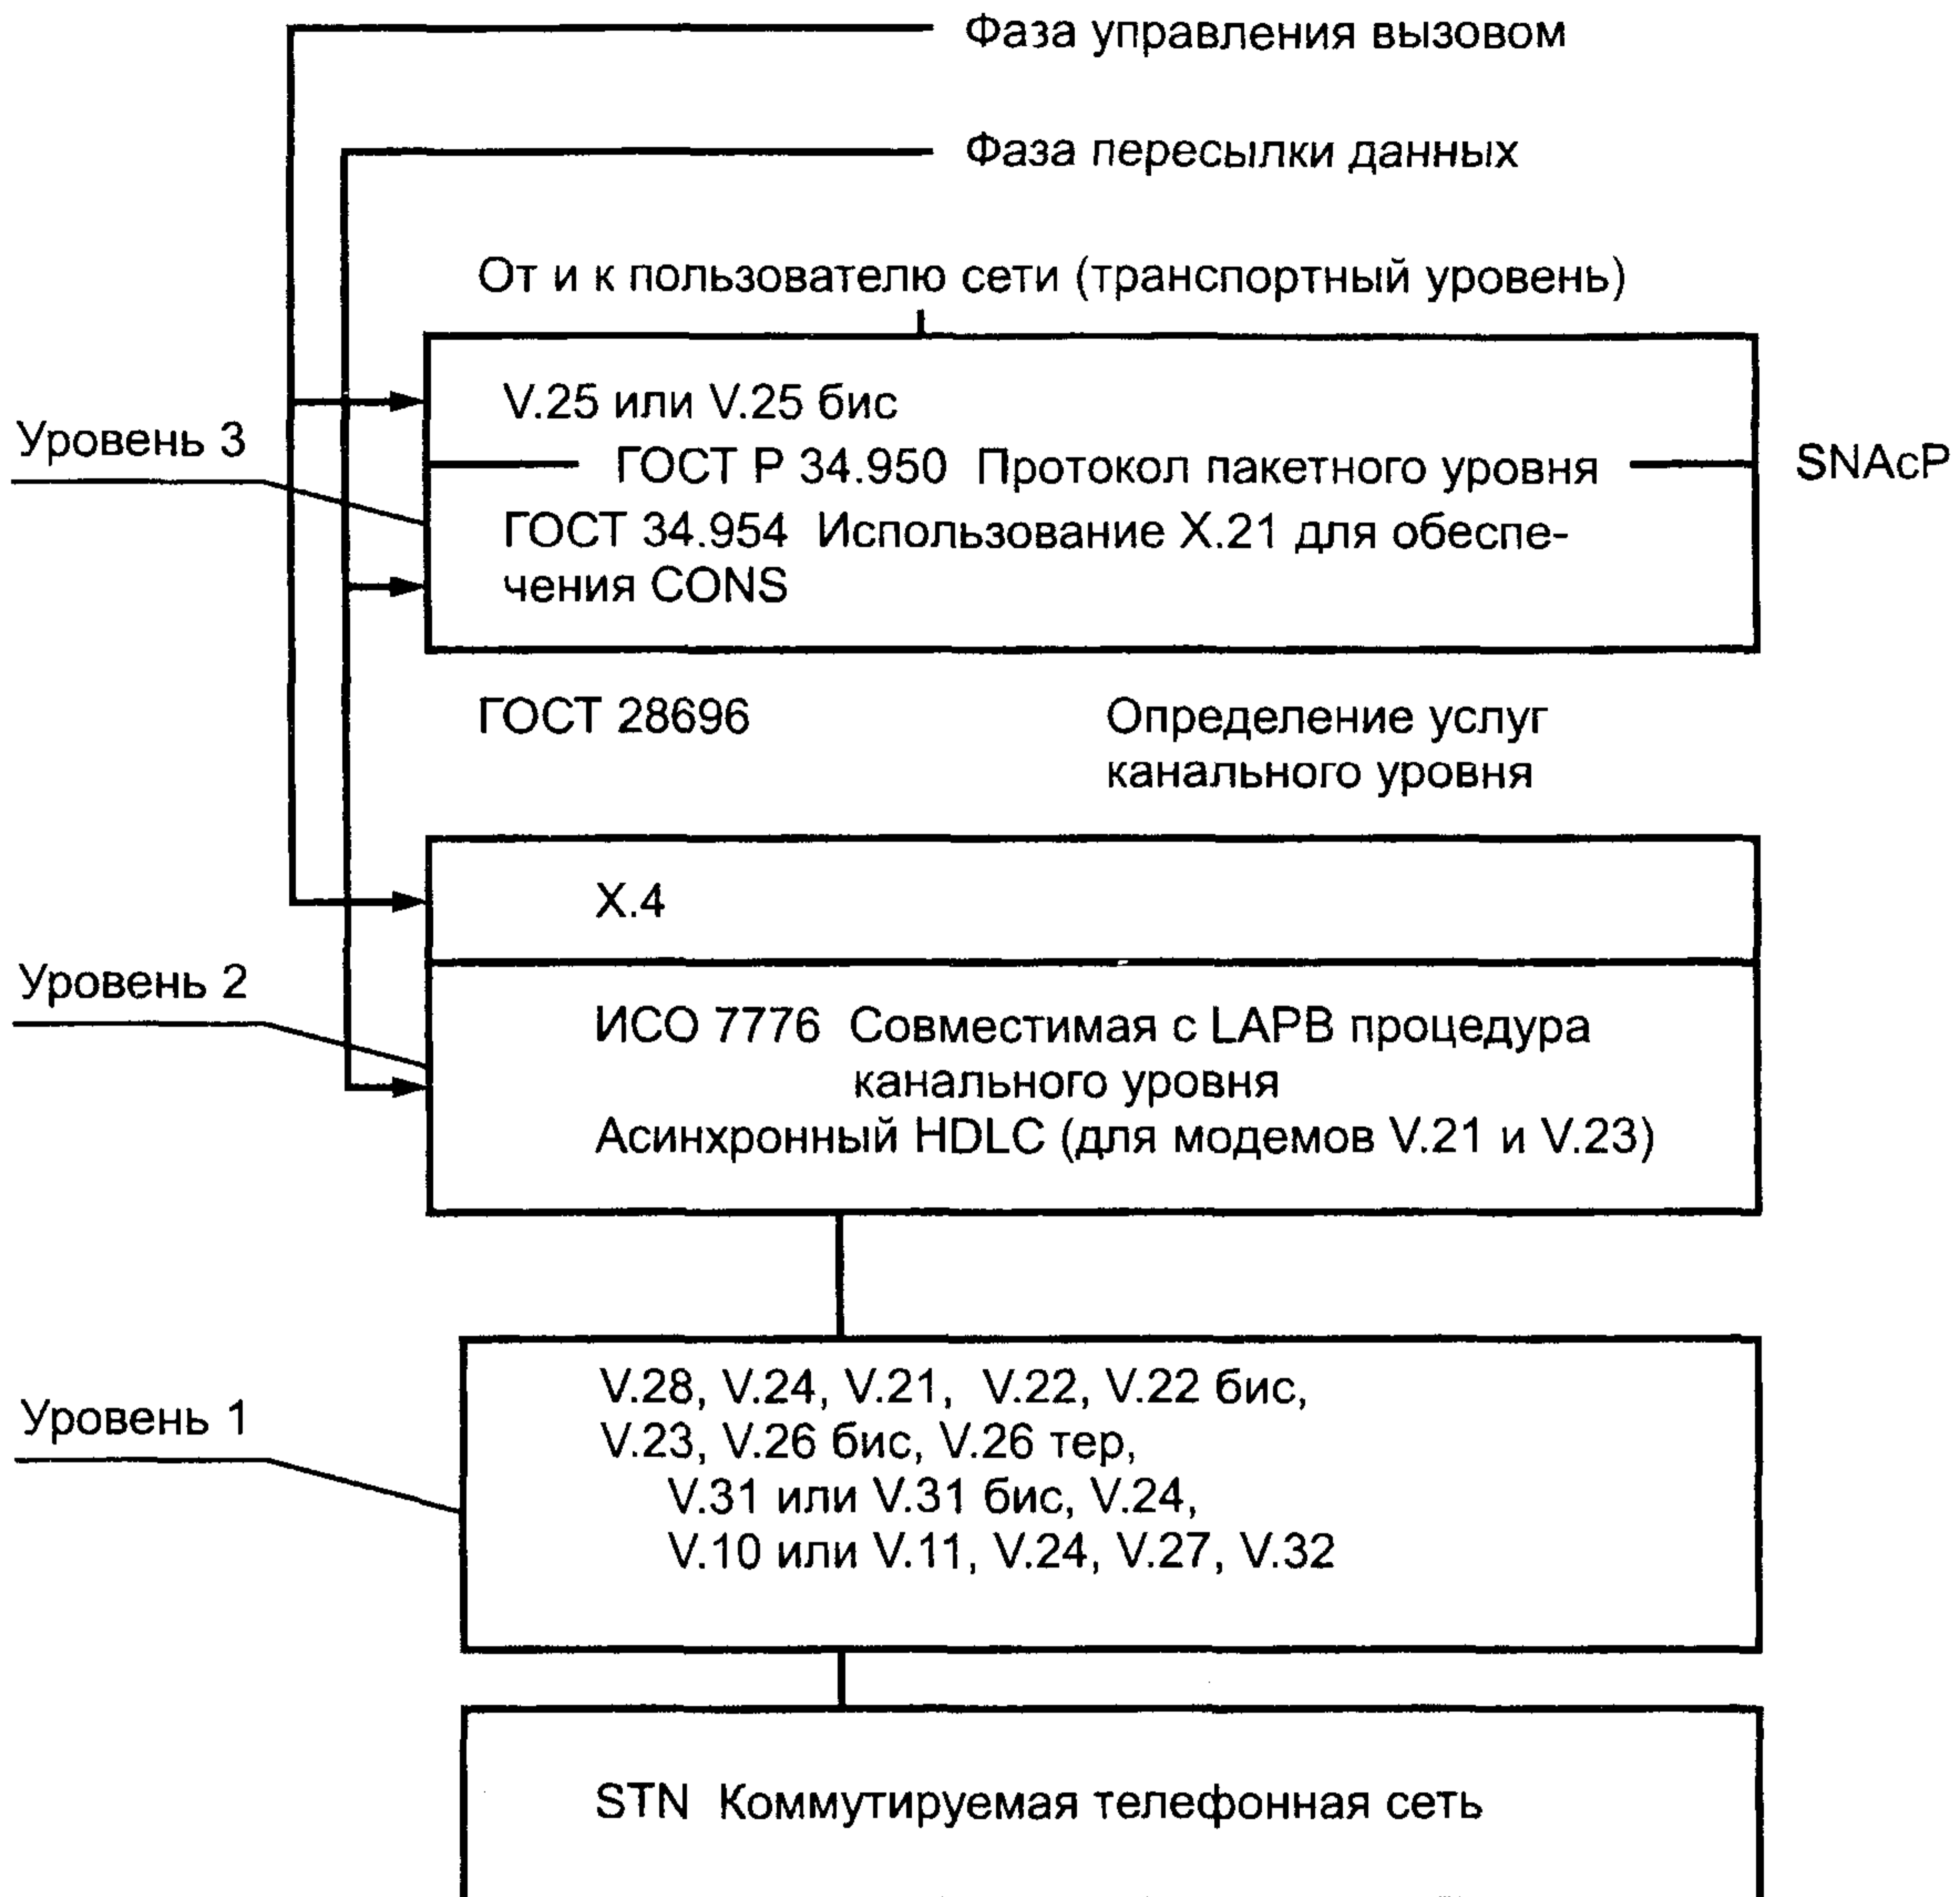 Фаза управления вызовом
Фаза пересылки данных
От и к пользователю сети (транспортный уровень)
V.25 или V.25 бис
Уровень 3
ГОСТ Р 34.950 Протокол пакетного уровня
SNAcP
ГОСТ 34.954 Использование X.21 для обеспе-
чения CONS
ГОСТ 28696
Определение услуг
канального уровня
X.4
Уровень 2
ИСО 7776 Совместимая с LAPB процедура
канального уровня
Асинхронный HDLC (для модемов V.21 и V.23)
V.28, V.24, V.21, V.22, V.22 бис,
Уровень 1
V.23, V.26 бис, V.26 тер,
V.31 или V.31 бис, V.24,
V.10 или V.11, V.24, V.27, V.32
STN Коммутируемая телефонная сеть